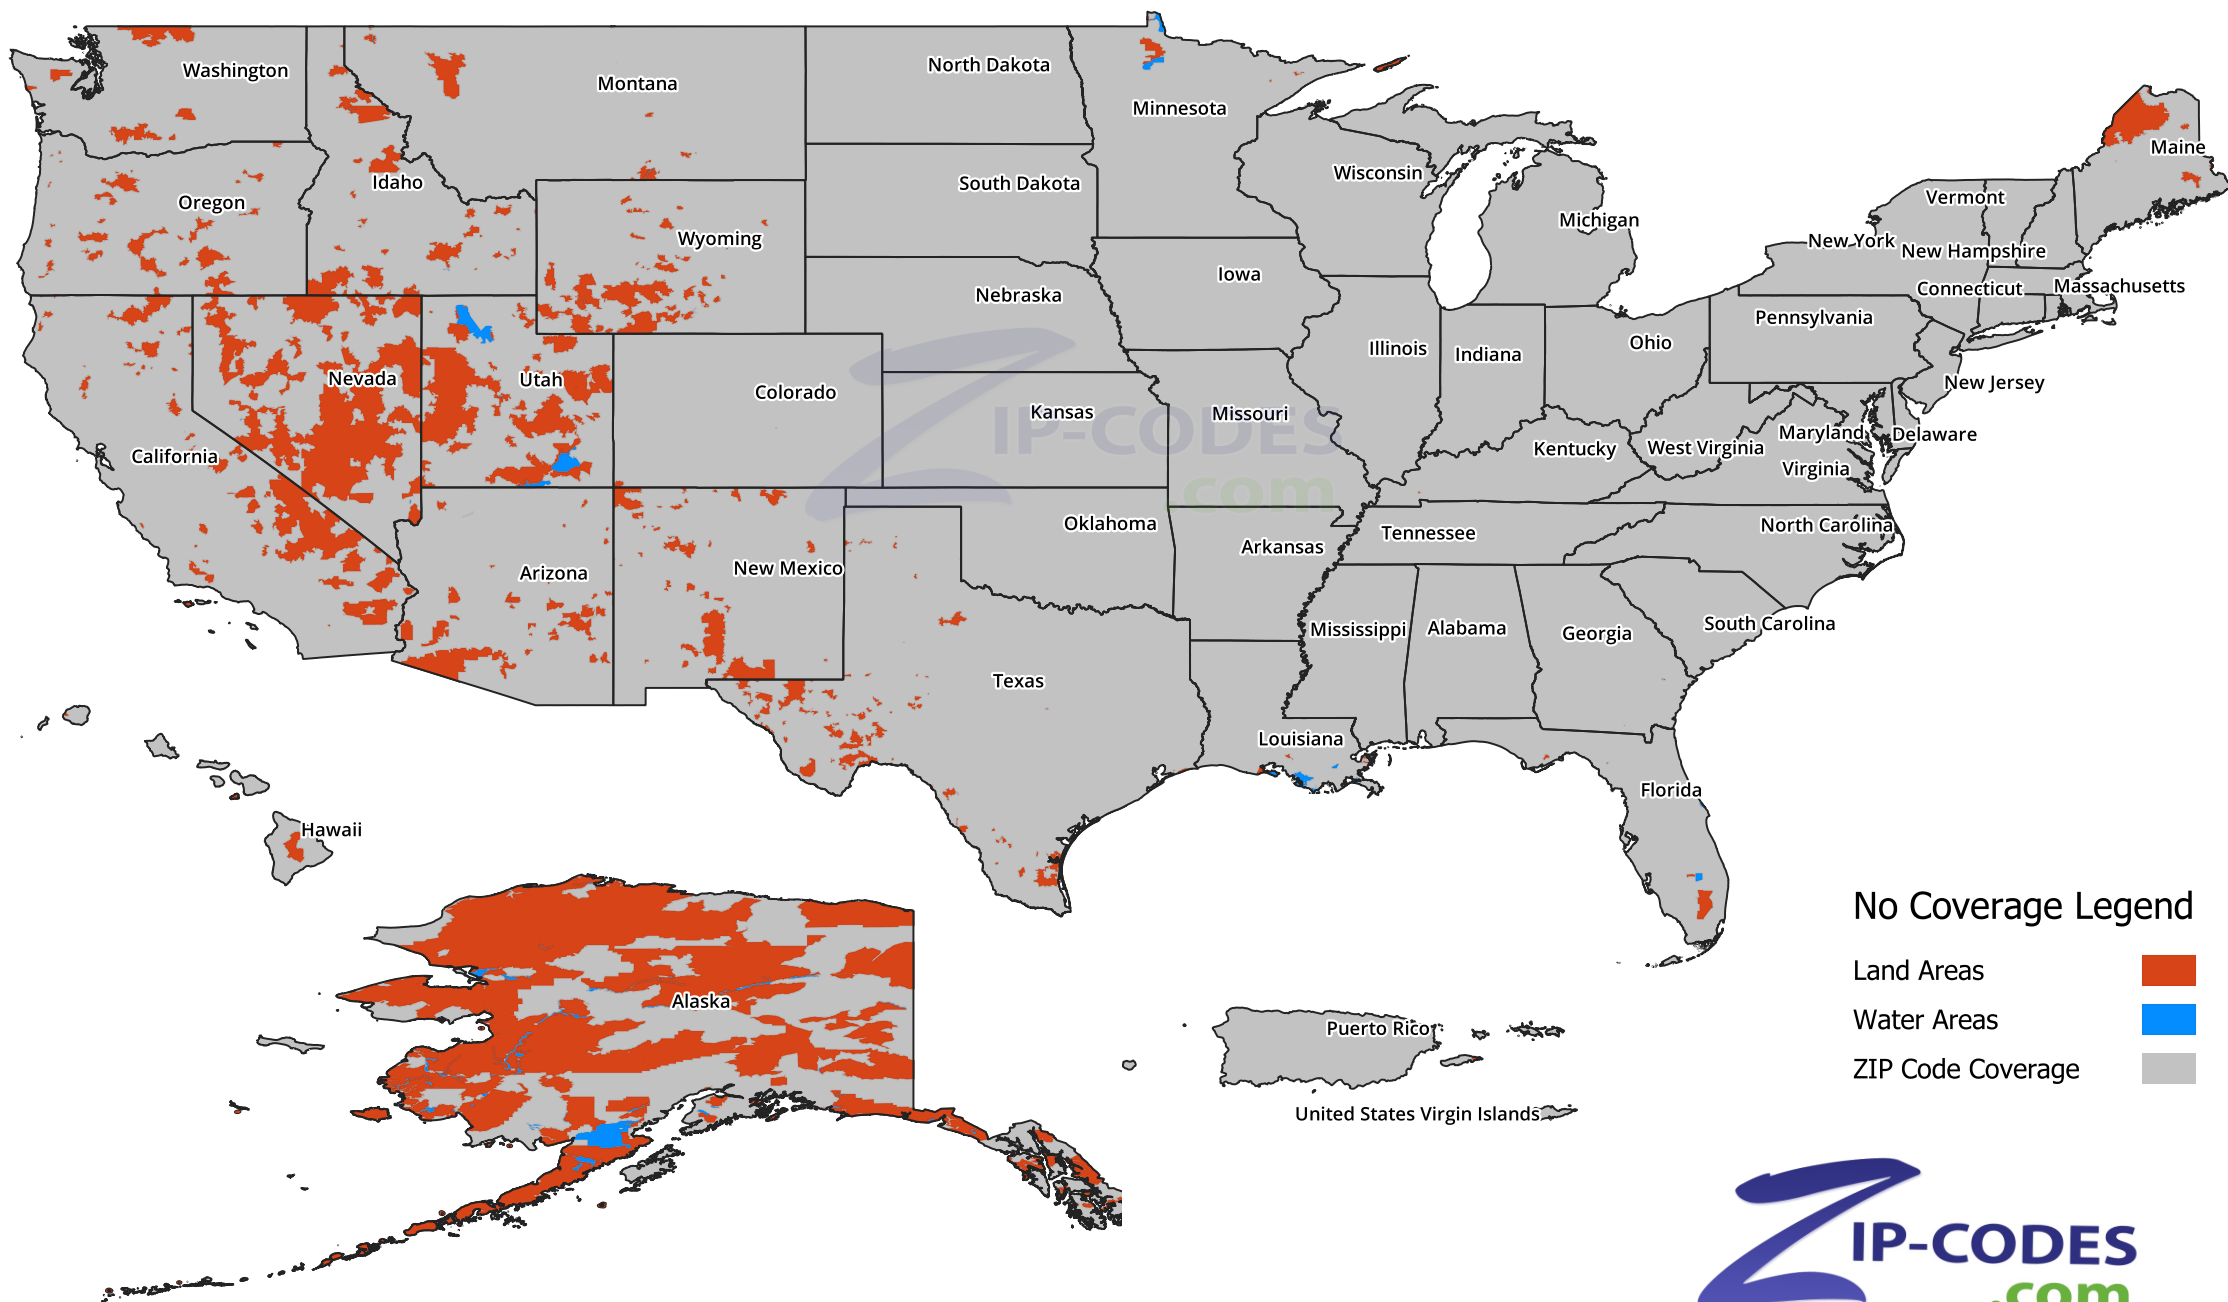 Washington
Montana
North Dakota
Minnesota
Maine
Idaho
Oregon
South Dakota
Wisconsin
Vermont
Michigan
Wyoming
New York
New Hampshire
Iowa
Nebraska
Connecticut
Massachusetts
Pennsylvania
Illinois
Indiana
Ohio
Nevada
Utah
Colorado
New Jersey
Kansas
Missouri
ZIP-CODES
.com
Maryland
Delaware
California
Kentucky
West Virginia
Virginia
Oklahoma
Tennessee
North Carolina
Arkansas
Arizona
New Mexico
Mississippi
Alabama
Georgia
South Carolina
Texas
Louisiana
Florida
Hawaii
No Coverage Legend
Land Areas
Water Areas
ZIP Code Coverage
Alaska
Puerto Rico
United States Virgin Islands
ZIP-CODES
.com